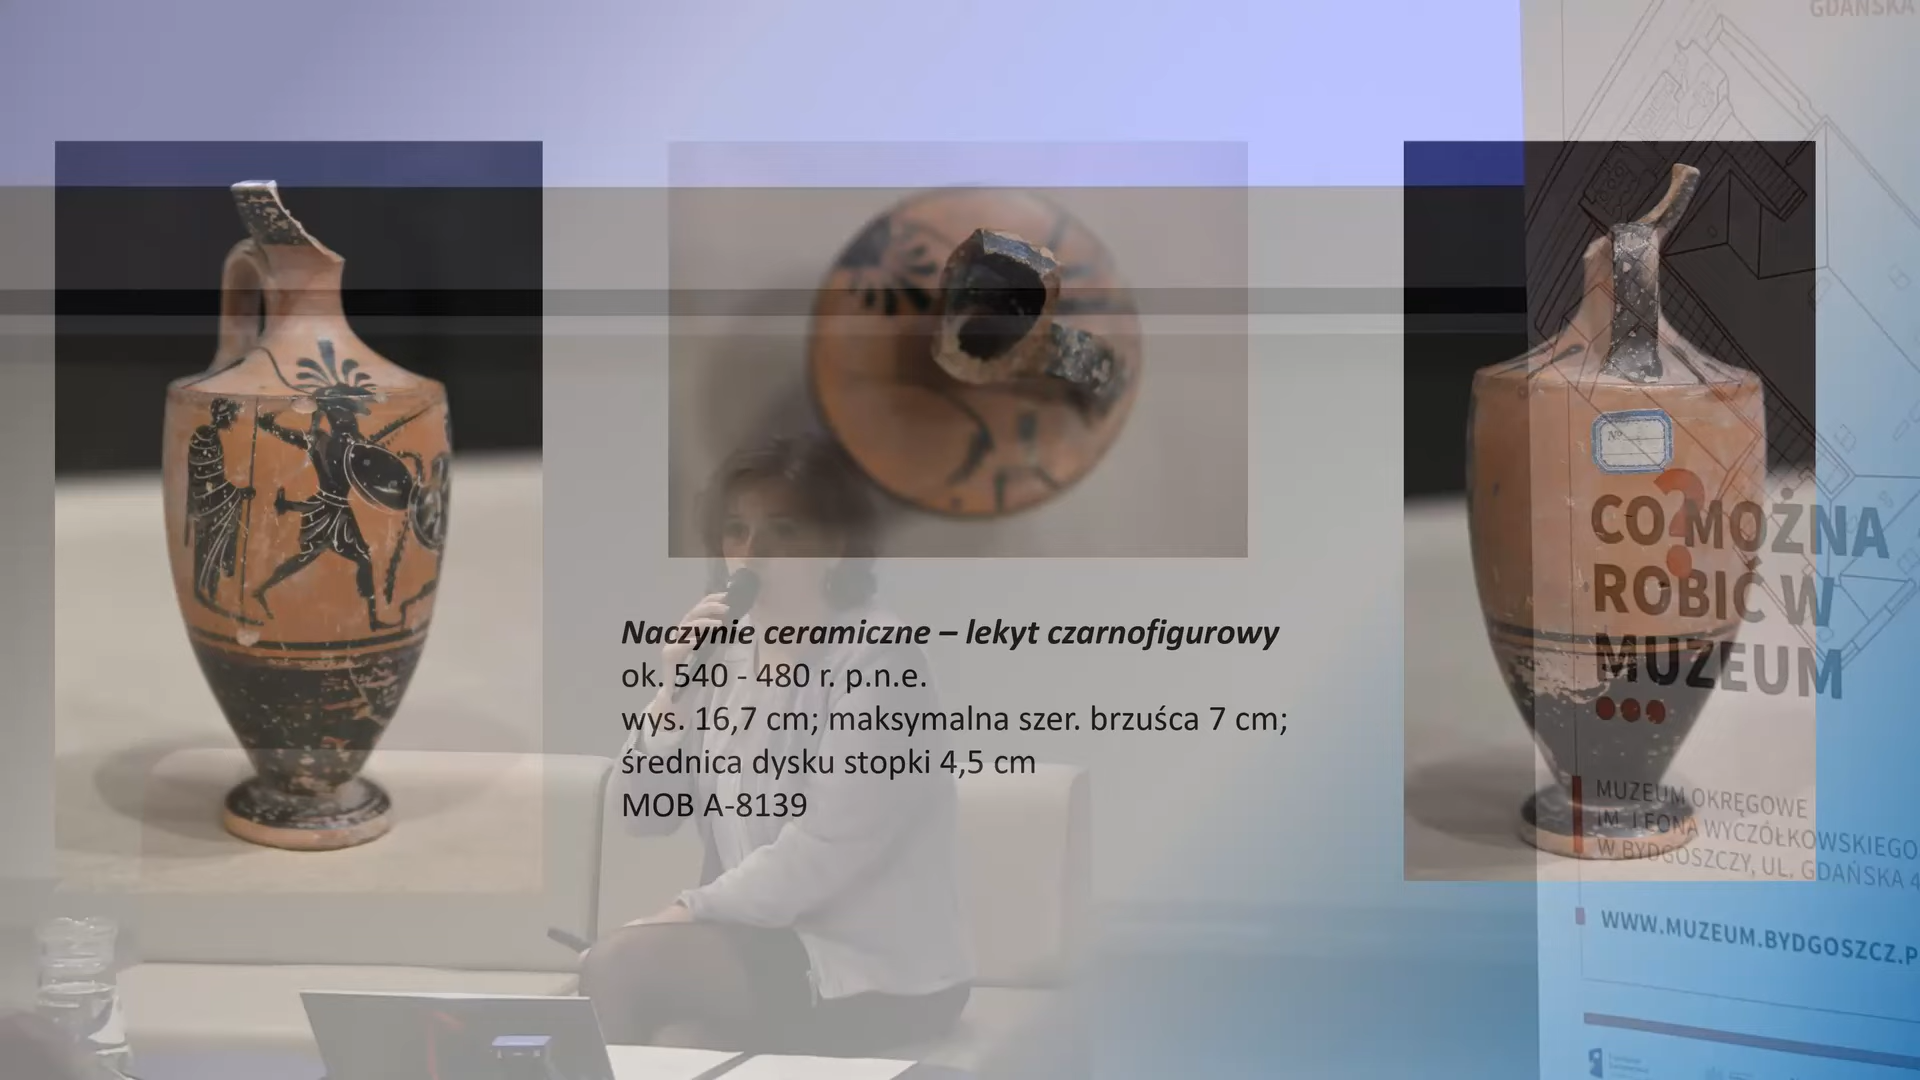 GDAŃSKA
Nº
Naczynie ceramiczne – lekyt czarnofigurowy
ok. 540 - 480 r. p.n.e.
wys. 16,7 cm; maksymalna szer. brzuśca 7 cm;
średnica dysku stopki 4,5 cm
MOB A-8139
?
CO MOŻNA
ROBIĆ W
MUZEUM
●●●
MUZEUM OKRĘGOWE
IM. LEONA WYCZÓŁKOWSKIEGO
W BYDGOSZCZY, UL. GDAŃSKA 4
WWW.MUZEUM.BYDGOSZCZ.P